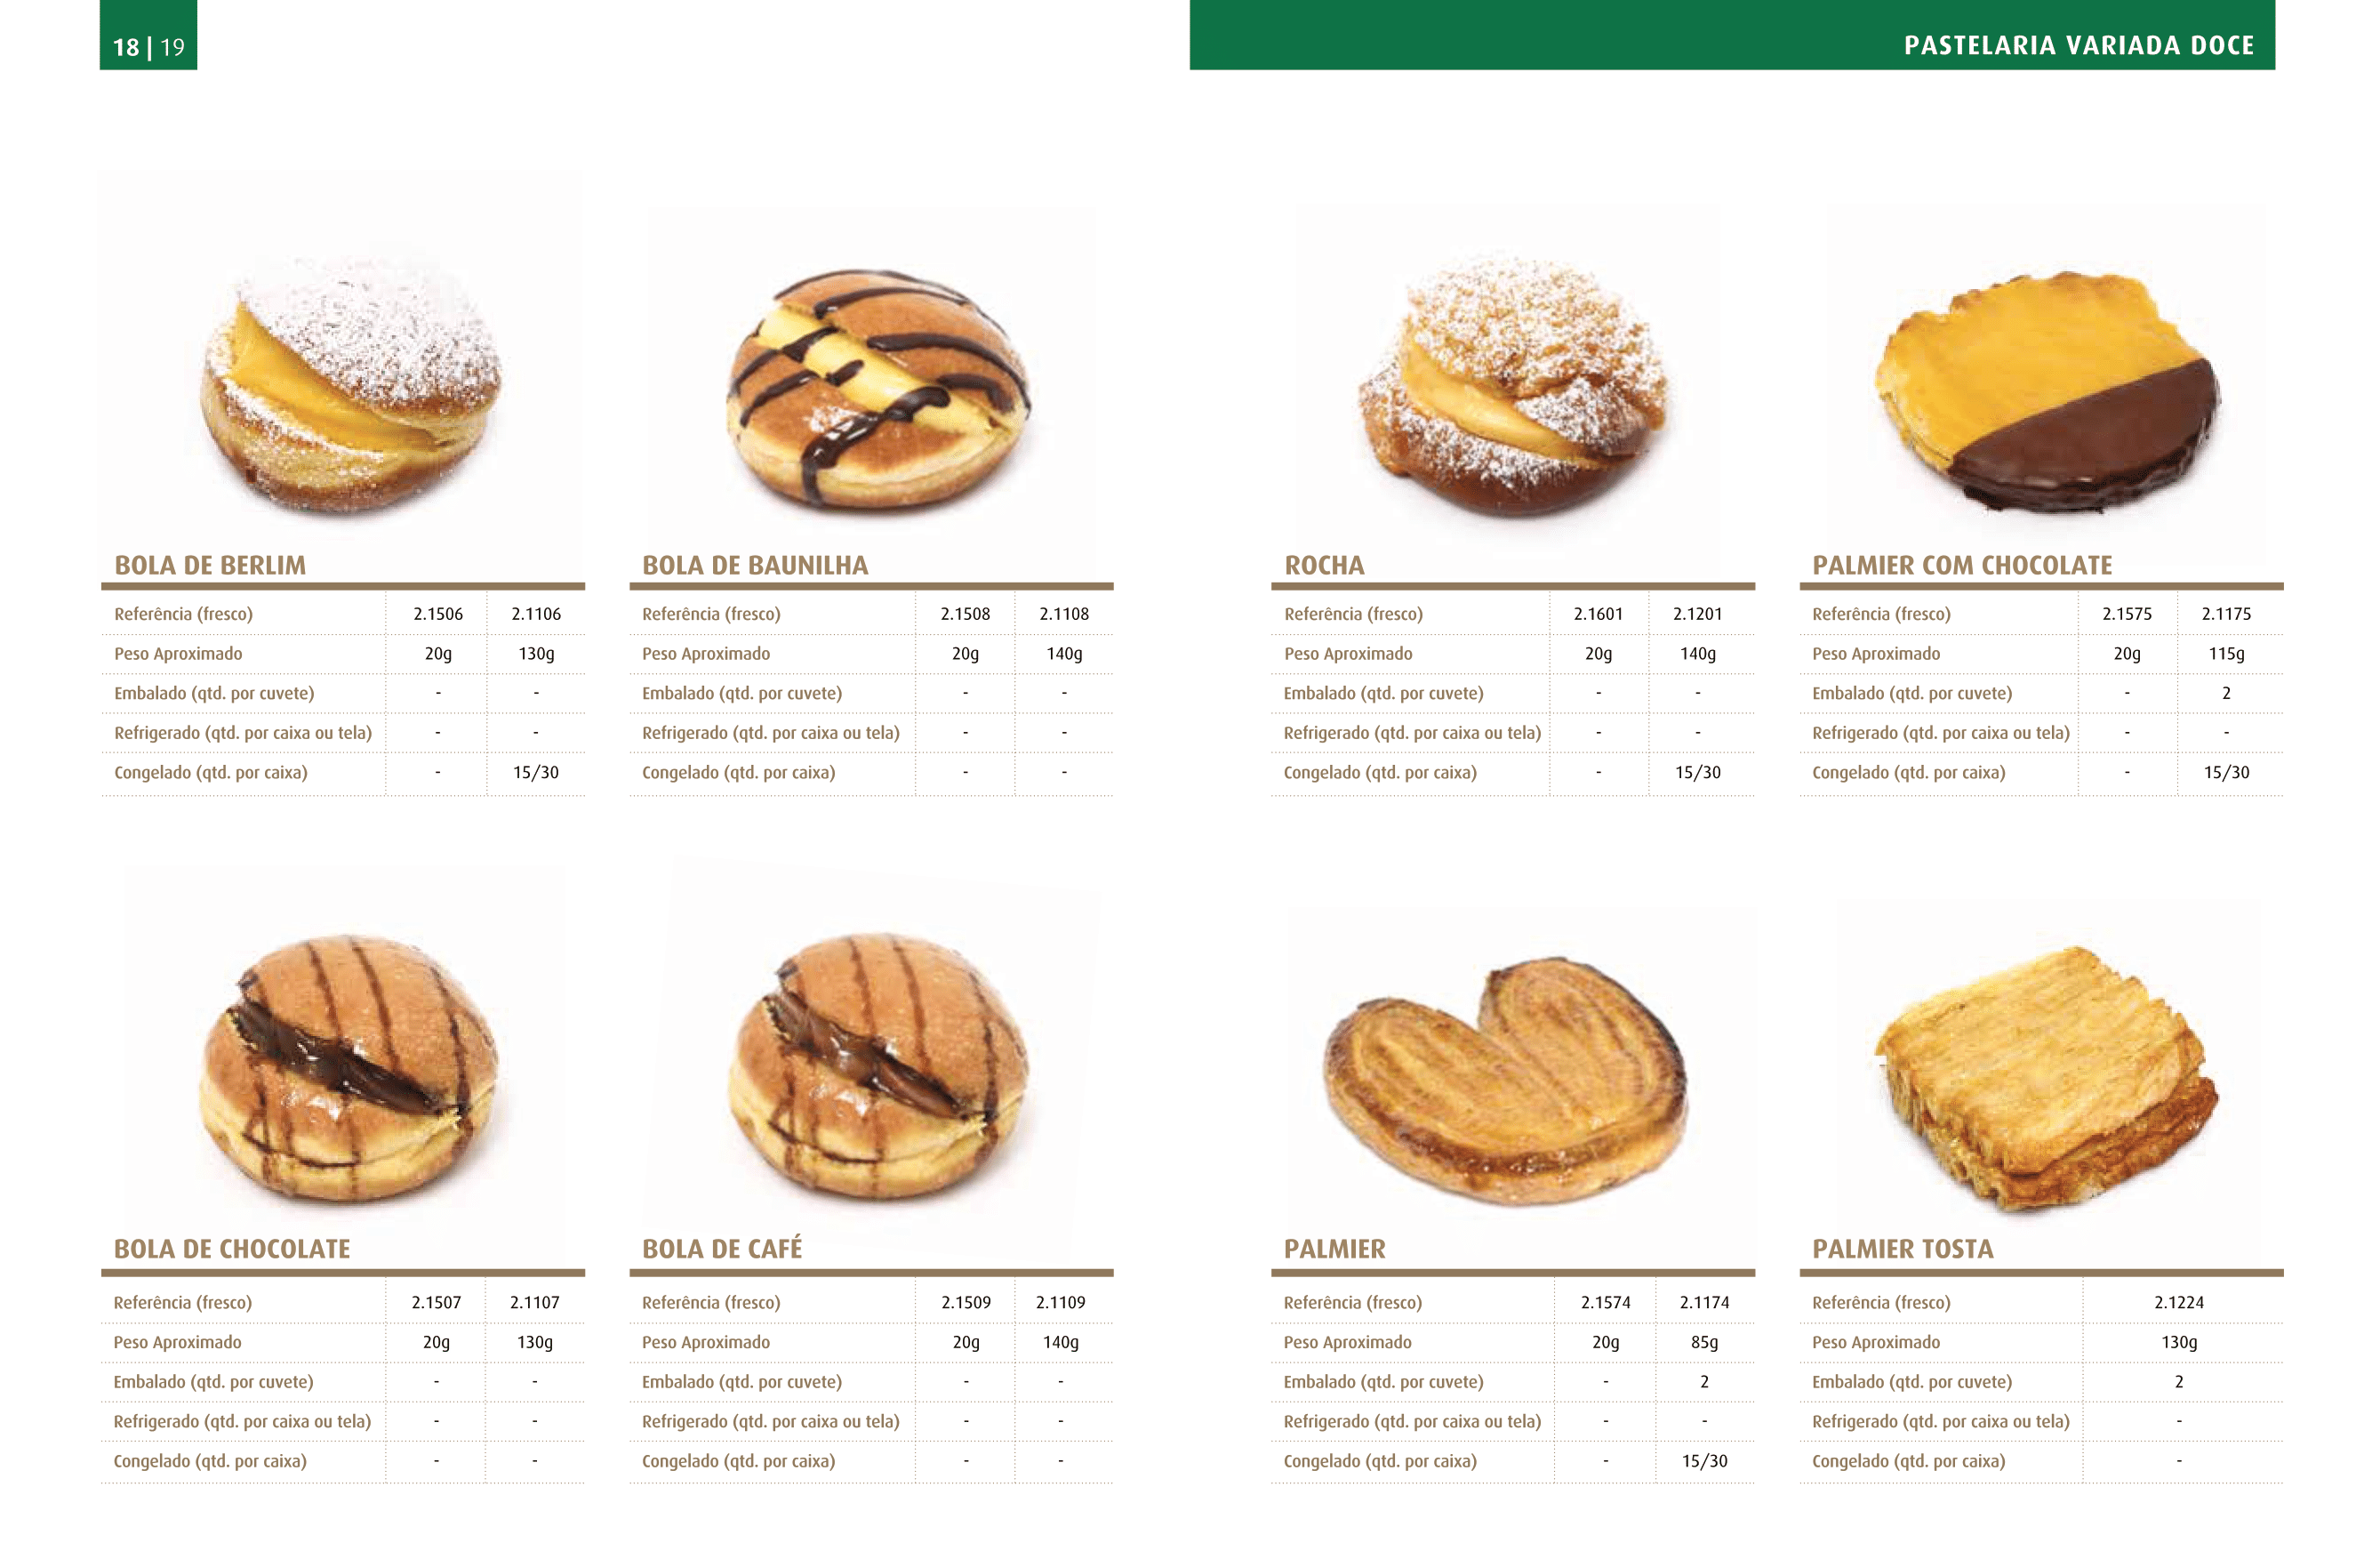 18 | 19
PASTELARIA VARIADA DOCE
BOLA DE BERLIM
Referência (fresco) 2.1506 2.1106
Peso Aproximado 20g 130g
Embalado (qtd. por cuvete) - -
Refrigerado (qtd. por caixa ou tela) - -
Congelado (qtd. por caixa) - 15/30
BOLA DE BAUNILHA
Referência (fresco) 2.1508 2.1108
Peso Aproximado 20g 140g
Embalado (qtd. por cuvete) - -
Refrigerado (qtd. por caixa ou tela) - -
Congelado (qtd. por caixa) - -
ROCHA
Referência (fresco) 2.1601 2.1201
Peso Aproximado 20g 140g
Embalado (qtd. por cuvete) - -
Refrigerado (qtd. por caixa ou tela) - -
Congelado (qtd. por caixa) - 15/30
PALMIER COM CHOCOLATE
Referência (fresco) 2.1575 2.1175
Peso Aproximado 20g 115g
Embalado (qtd. por cuvete) - 2
Refrigerado (qtd. por caixa ou tela) - -
Congelado (qtd. por caixa) - 15/30
BOLA DE CHOCOLATE
Referência (fresco) 2.1507 2.1107
Peso Aproximado 20g 130g
Embalado (qtd. por cuvete) - -
Refrigerado (qtd. por caixa ou tela) - -
Congelado (qtd. por caixa) - -
BOLA DE CAFÉ
Referência (fresco) 2.1509 2.1109
Peso Aproximado 20g 140g
Embalado (qtd. por cuvete) - -
Refrigerado (qtd. por caixa ou tela) - -
Congelado (qtd. por caixa) - -
PALMIER
Referência (fresco) 2.1574 2.1174
Peso Aproximado 20g 85g
Embalado (qtd. por cuvete) - 2
Refrigerado (qtd. por caixa ou tela) - -
Congelado (qtd. por caixa) - 15/30
PALMIER TOSTA
Referência (fresco) 2.1224
Peso Aproximado 130g
Embalado (qtd. por cuvete) 2
Refrigerado (qtd. por caixa ou tela) -
Congelado (qtd. por caixa) -